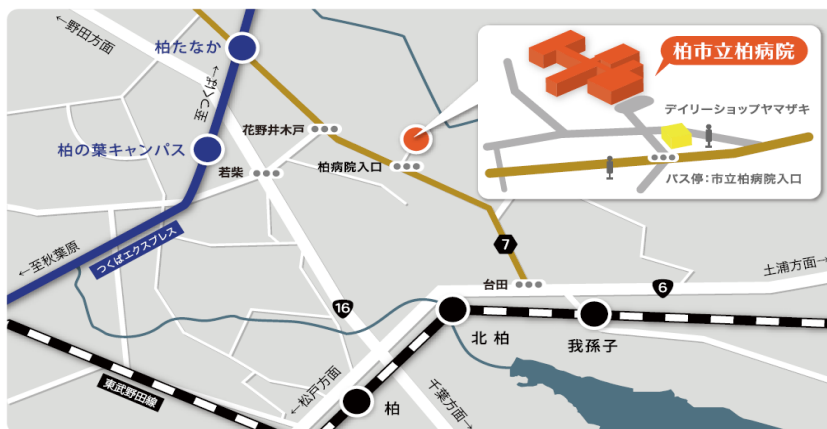 ←野田方面
柏たなか
至つくば→
柏の葉キャンパス
花野井木戸
若柴
柏病院入口
柏市立柏病院
デイリーショップヤマザキ
バス停:市立柏病院入口
←至秋葉原
つくばエクスプレス
7
台田
6
土浦方面→
16
北柏
我孫子
東武野田線
←松戸方面
柏
千葉方面→